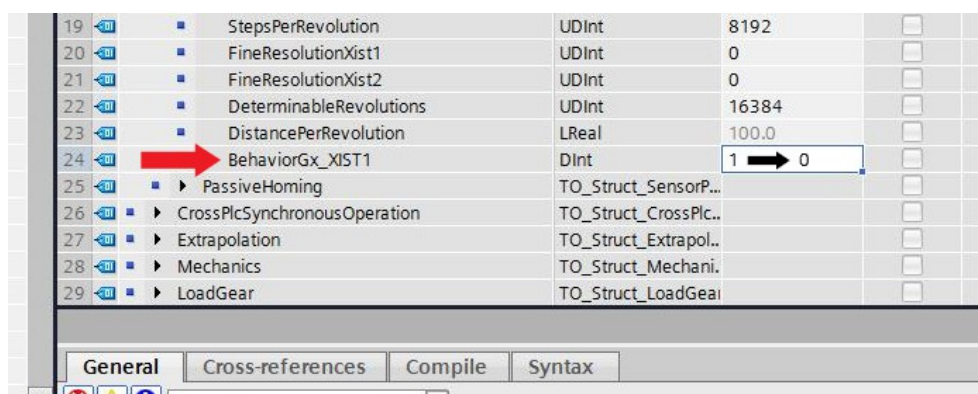 19 StepsPerRevolution UDInt 8192
20 FineResolutionXist1 UDInt 0
21 FineResolutionXist2 UDInt 0
22 DeterminableRevolutions UDInt 16384
23 DistancePerRevolution LReal 100.0
24 BehaviorGx_XIST1 DInt 1 0
25 PassiveHoming TO_Struct_SensorP...
26 CrossPlcSynchronousOperation TO_Struct_CrossPlc..
27 Extrapolation TO_Struct_Extrapol..
28 Mechanics TO_Struct_Mechani.
29 LoadGear TO_Struct_LoadGear
General Cross-references Compile Syntax